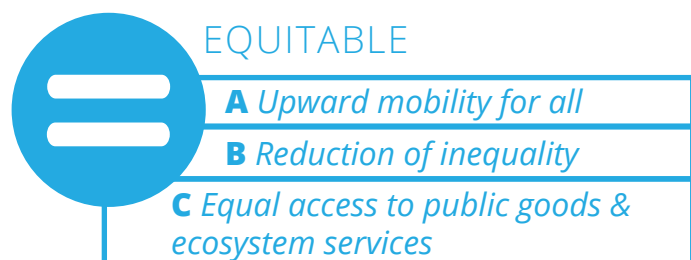 EQUITABLE
A Upward mobility for all
B Reduction of inequality
C Equal access to public goods &
ecosystem services